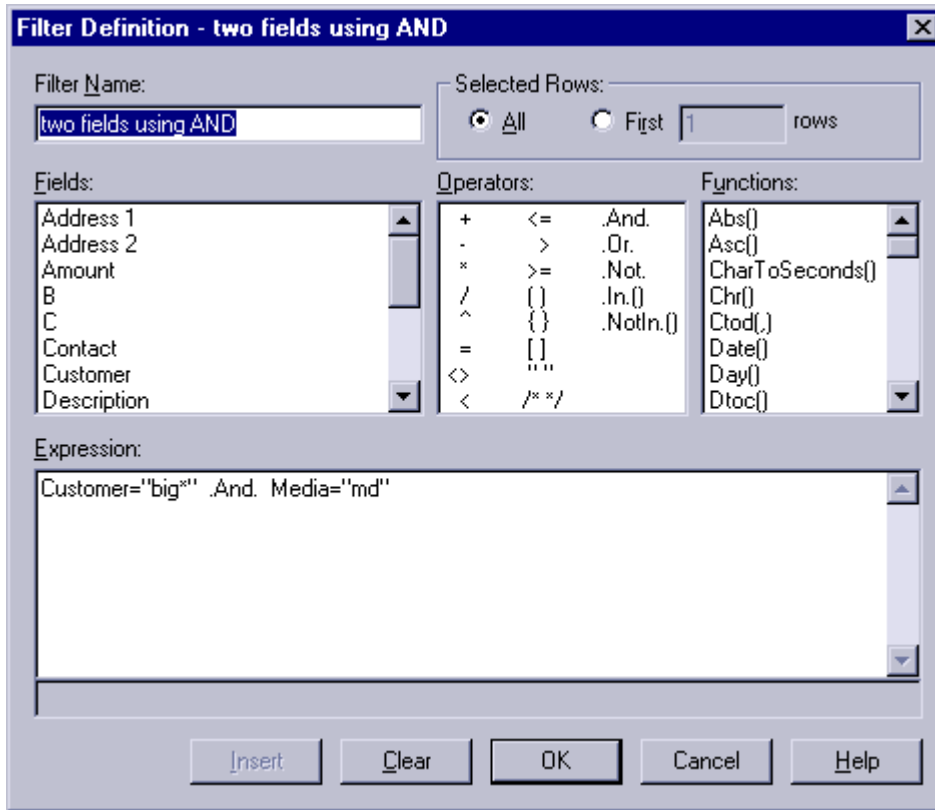 Filter Definition - two fields using AND
Filter Name:
two fields using AND
Selected Rows:
All First 1 rows
Fields:
Address 1
Address 2
Amount
B
C
Contact
Customer
Description
Operators:
+ <= .And.
- > .Or.
* >= .Not.
/ ( ) .In.()
^ { } .NotIn.()
= [ ]
<> " "
< /* */
Functions:
Abs()
Asc()
CharToSeconds()
Chr()
Ctod(,)
Date()
Day()
Dtoc()
Expression:
Customer="big*" .And. Media="md"
Insert Clear OK Cancel Help